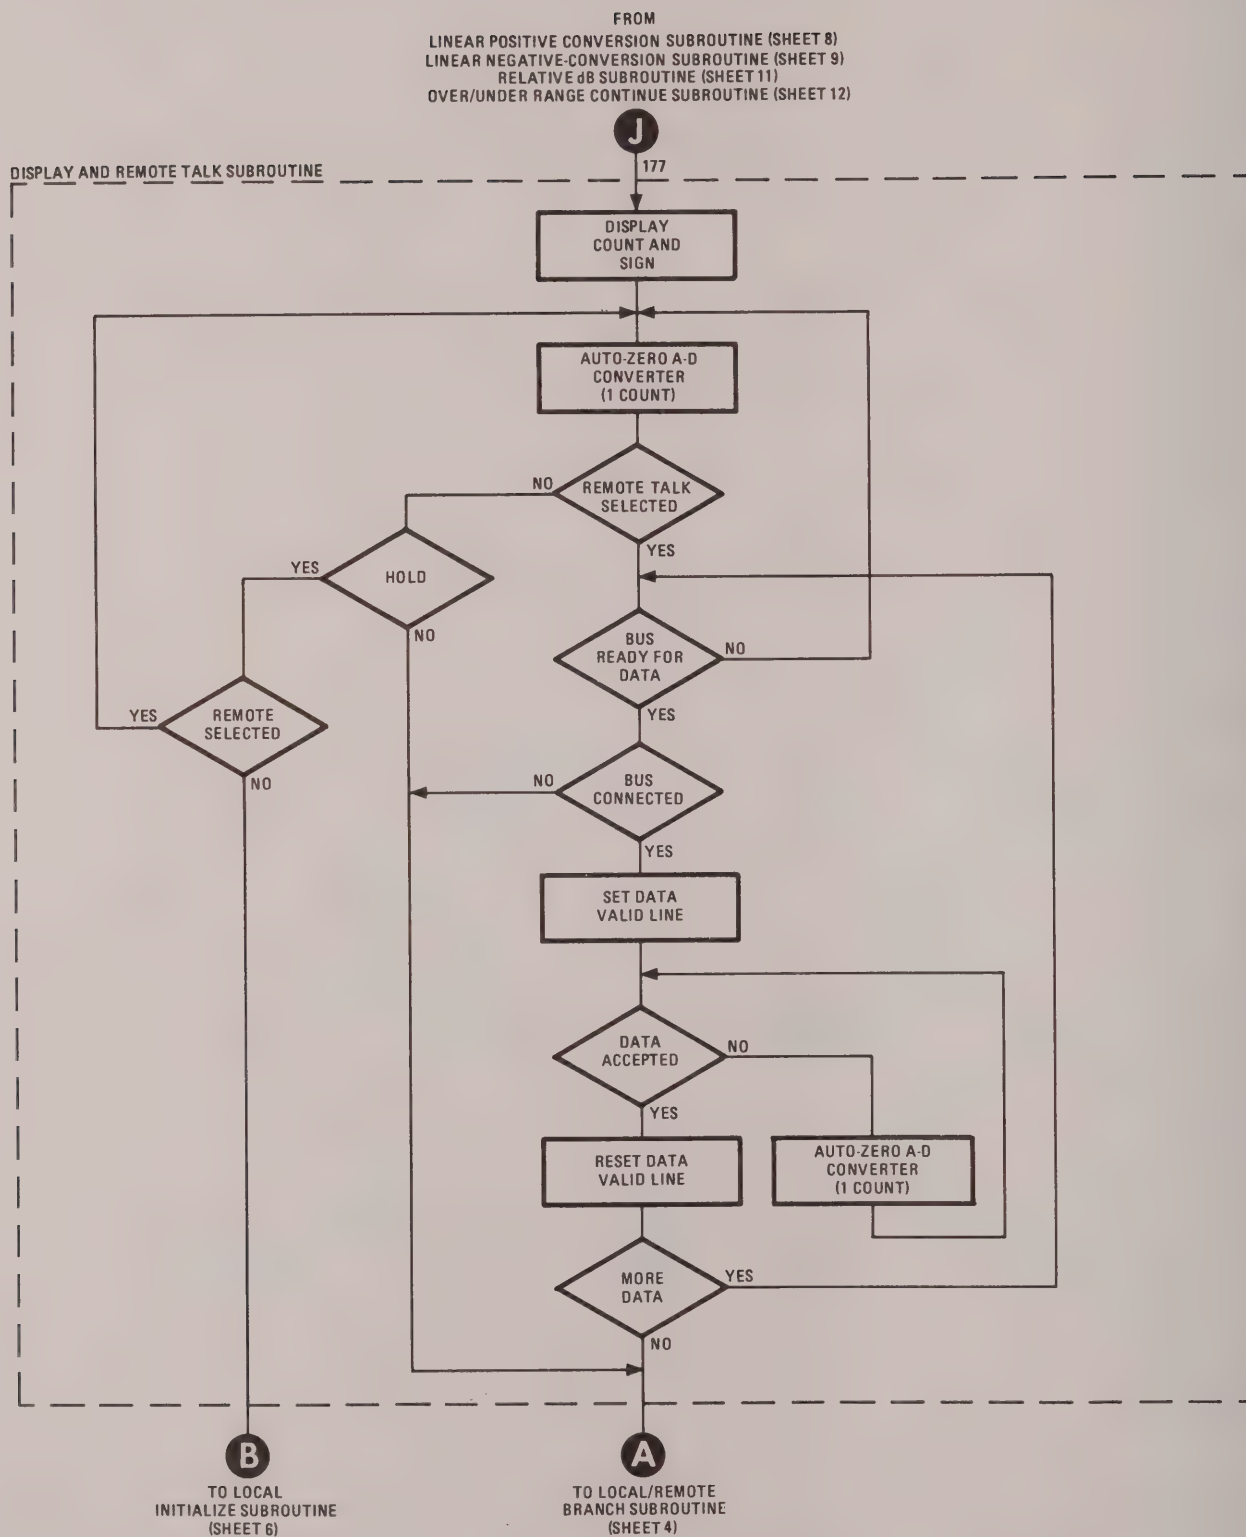 FROM
LINEAR POSITIVE CONVERSION SUBROUTINE (SHEET 8)
LINEAR NEGATIVE-CONVERSION SUBROUTINE (SHEET 9)
RELATIVE dB SUBROUTINE (SHEET 11)
OVER/UNDER RANGE CONTINUE SUBROUTINE (SHEET 12)
J
177
DISPLAY AND REMOTE TALK SUBROUTINE
DISPLAY
COUNT AND
SIGN
AUTO-ZERO A-D
CONVERTER
(1 COUNT)
NO
REMOTE TALK
SELECTED
YES
YES
HOLD
NO
BUS
READY FOR
DATA
NO
YES
YES
REMOTE
SELECTED
NO
NO
BUS
CONNECTED
YES
SET DATA
VALID LINE
DATA
ACCEPTED
NO
YES
RESET DATA
VALID LINE
AUTO-ZERO A-D
CONVERTER
(1 COUNT)
MORE
DATA
YES
NO
B
TO LOCAL
INITIALIZE SUBROUTINE
(SHEET 6)
A
TO LOCAL/REMOTE
BRANCH SUBROUTINE
(SHEET 4)